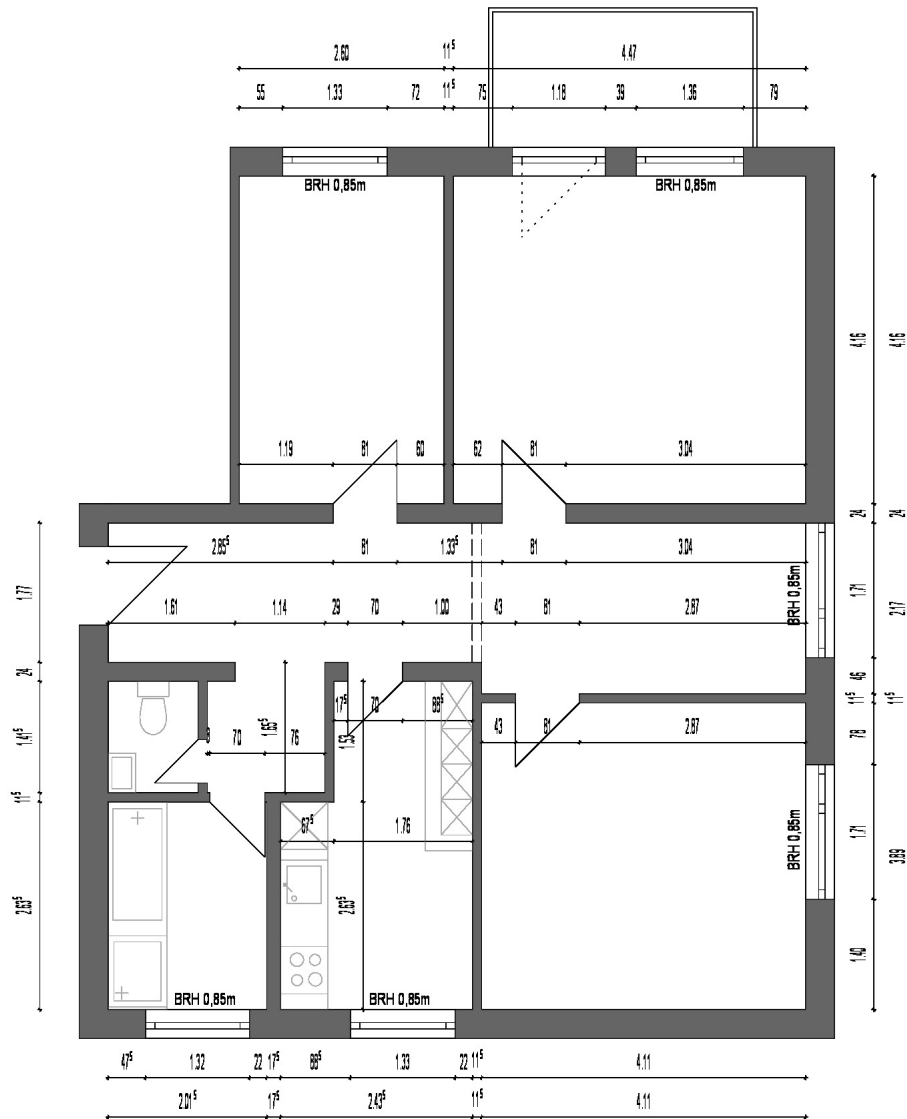 2.60 11⁵ 4.47
55 1.33 72 11⁵ 75 1.18 39 1.36 79
BRH 0,85m BRH 0,85m
4.16 4.16
1.19 81 60 62 81 3.04
24 24
2.85⁵ 81 1.33⁵ 81 3.04
1.77 1.71 2.17
BRH 0,85m
1.61 1.14 29 70 1.00 43 81 2.87
24 46
11⁵ 11⁵
17⁵ 70 88⁵
1.41⁵ 1.65⁵ 1.53 78
8 70 76 43 81 2.87
11⁵
67⁵ 1.76
BRH 0,85m
1.71 3.89
2.63⁵ 2.63⁵
1.40
BRH 0,85m BRH 0,85m
47⁵ 1.32 22 17⁵ 88⁵ 1.33 22 11⁵ 4.11
2.01⁵ 17⁵ 2.43⁵ 11⁵ 4.11